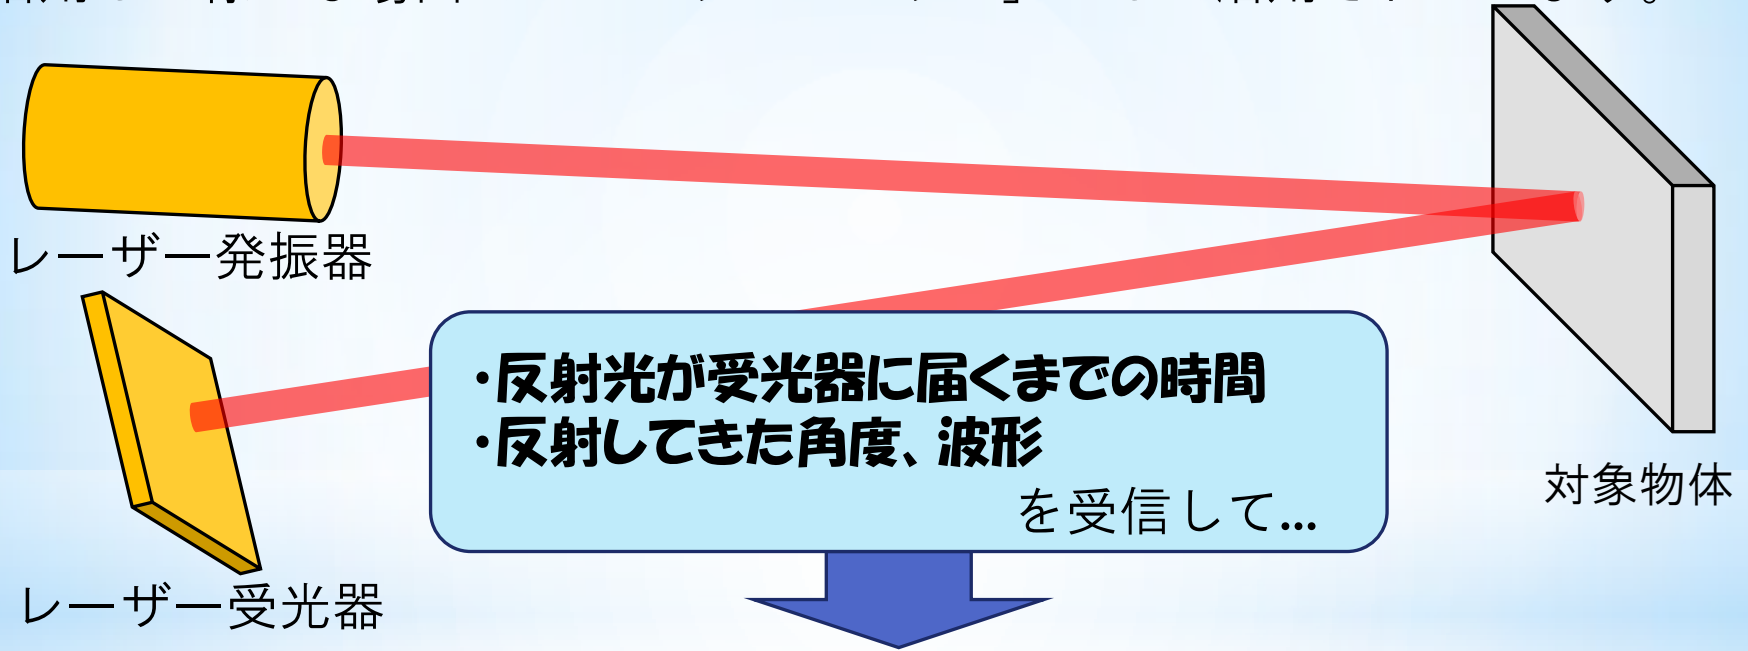 レーザー発振器
・反射光が受光器に届くまでの時間
・反射してきた角度、波形
を受信して…
対象物体
レーザー受光器